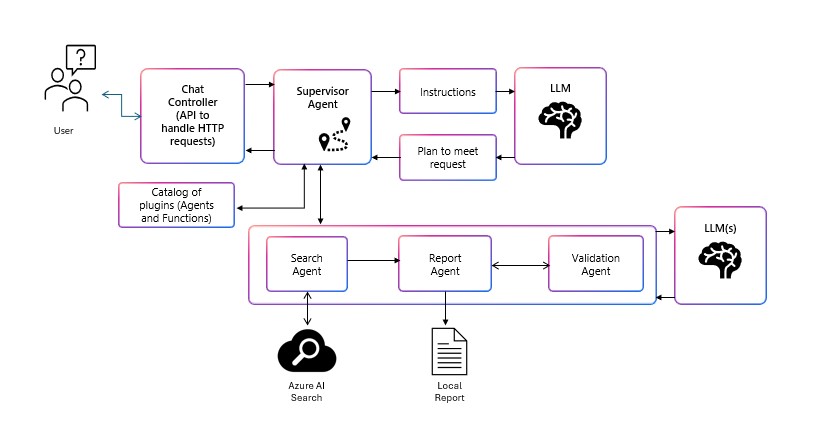 User
Chat
Controller
(API to
handle HTTP
requests)
Supervisor
Agent
Instructions
LLM
Plan to meet
request
Catalog of
plugins (Agents
and Functions)
Search
Agent
Report
Agent
Validation
Agent
LLM(s)
Azure AI
Search
Local
Report
?